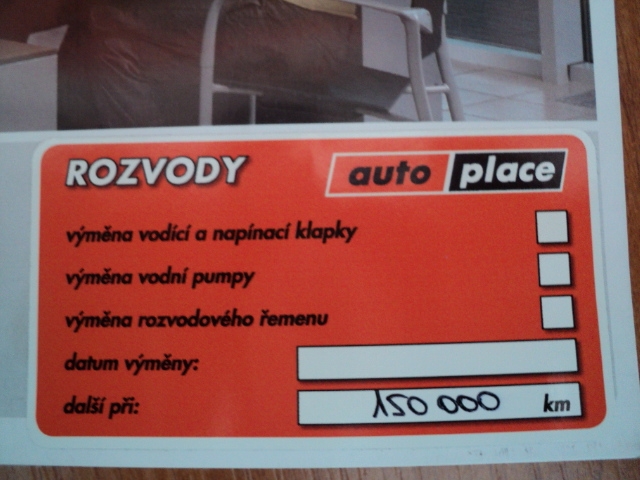 ROZVODY auto place
výměna vodící a napínací klapky
výměna vodní pumpy
výměna rozvodového řemenu
datum výměny:
další při: 150 000 km